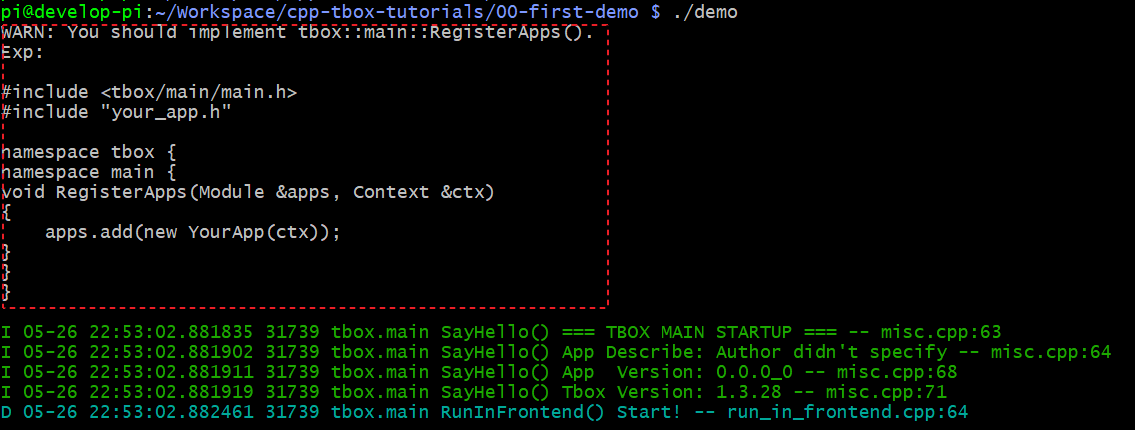 pi@develop-pi:~/Workspace/cpp-tbox-tutorials/00-first-demo $ ./demo
WARN: You should implement tbox::main::RegisterApps().
Exp:
#include <tbox/main/main.h>
#include "your_app.h"
namespace tbox {
namespace main {
void RegisterApps(Module &apps, Context &ctx)
{
    apps.add(new YourApp(ctx));
}
}
}
I 05-26 22:53:02.881835 31739 tbox.main SayHello() === TBOX MAIN STARTUP === -- misc.cpp:63
I 05-26 22:53:02.881902 31739 tbox.main SayHello() App Describe: Author didn't specify -- misc.cpp:64
I 05-26 22:53:02.881911 31739 tbox.main SayHello() App  Version: 0.0.0_0 -- misc.cpp:68
I 05-26 22:53:02.881919 31739 tbox.main SayHello() Tbox Version: 1.3.28 -- misc.cpp:71
D 05-26 22:53:02.882461 31739 tbox.main RunInFrontend() Start! -- run_in_frontend.cpp:64